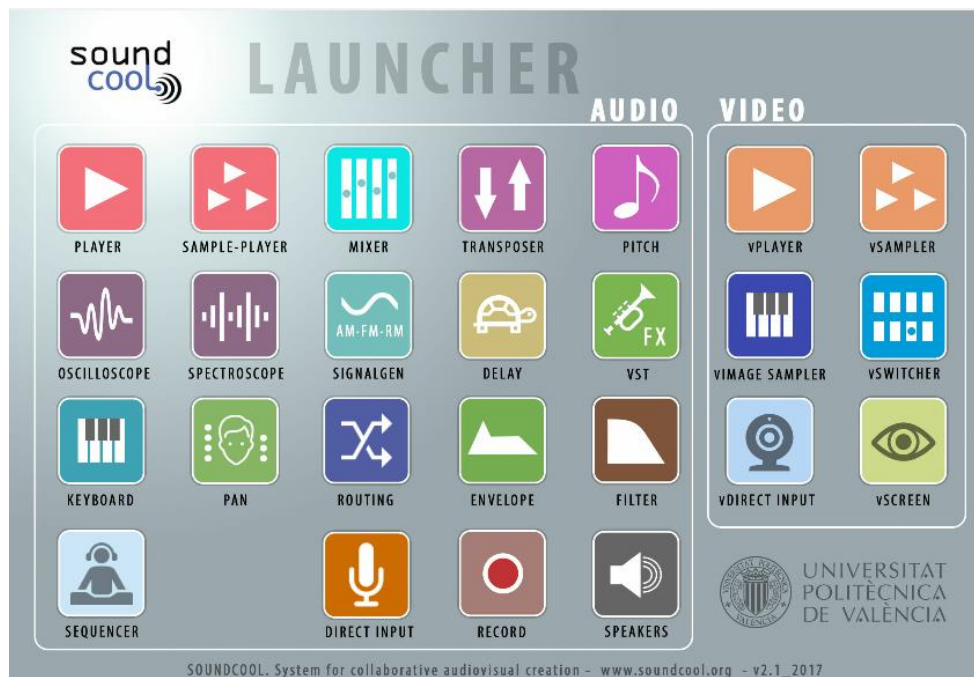 sound
cool
LAUNCHER
AUDIO
VIDEO
PLAYER
SAMPLE-PLAYER
MIXER
TRANSPOSER
PITCH
vPLAYER
vSAMPLER
OSCILLOSCOPE
SPECTROSCOPE
AM-FM-RM
SIGNALGEN
DELAY
FX
VST
vIMAGE SAMPLER
vSWITCHER
KEYBOARD
PAN
ROUTING
ENVELOPE
FILTER
vDIRECT INPUT
vSCREEN
SEQUENCER
DIRECT INPUT
RECORD
SPEAKERS
UNIVERSITAT
POLITÈCNICA
DE VALÈNCIA
SOUNDCOOL. System for collaborative audiovisual creation - www.soundcool.org - v2.1_2017